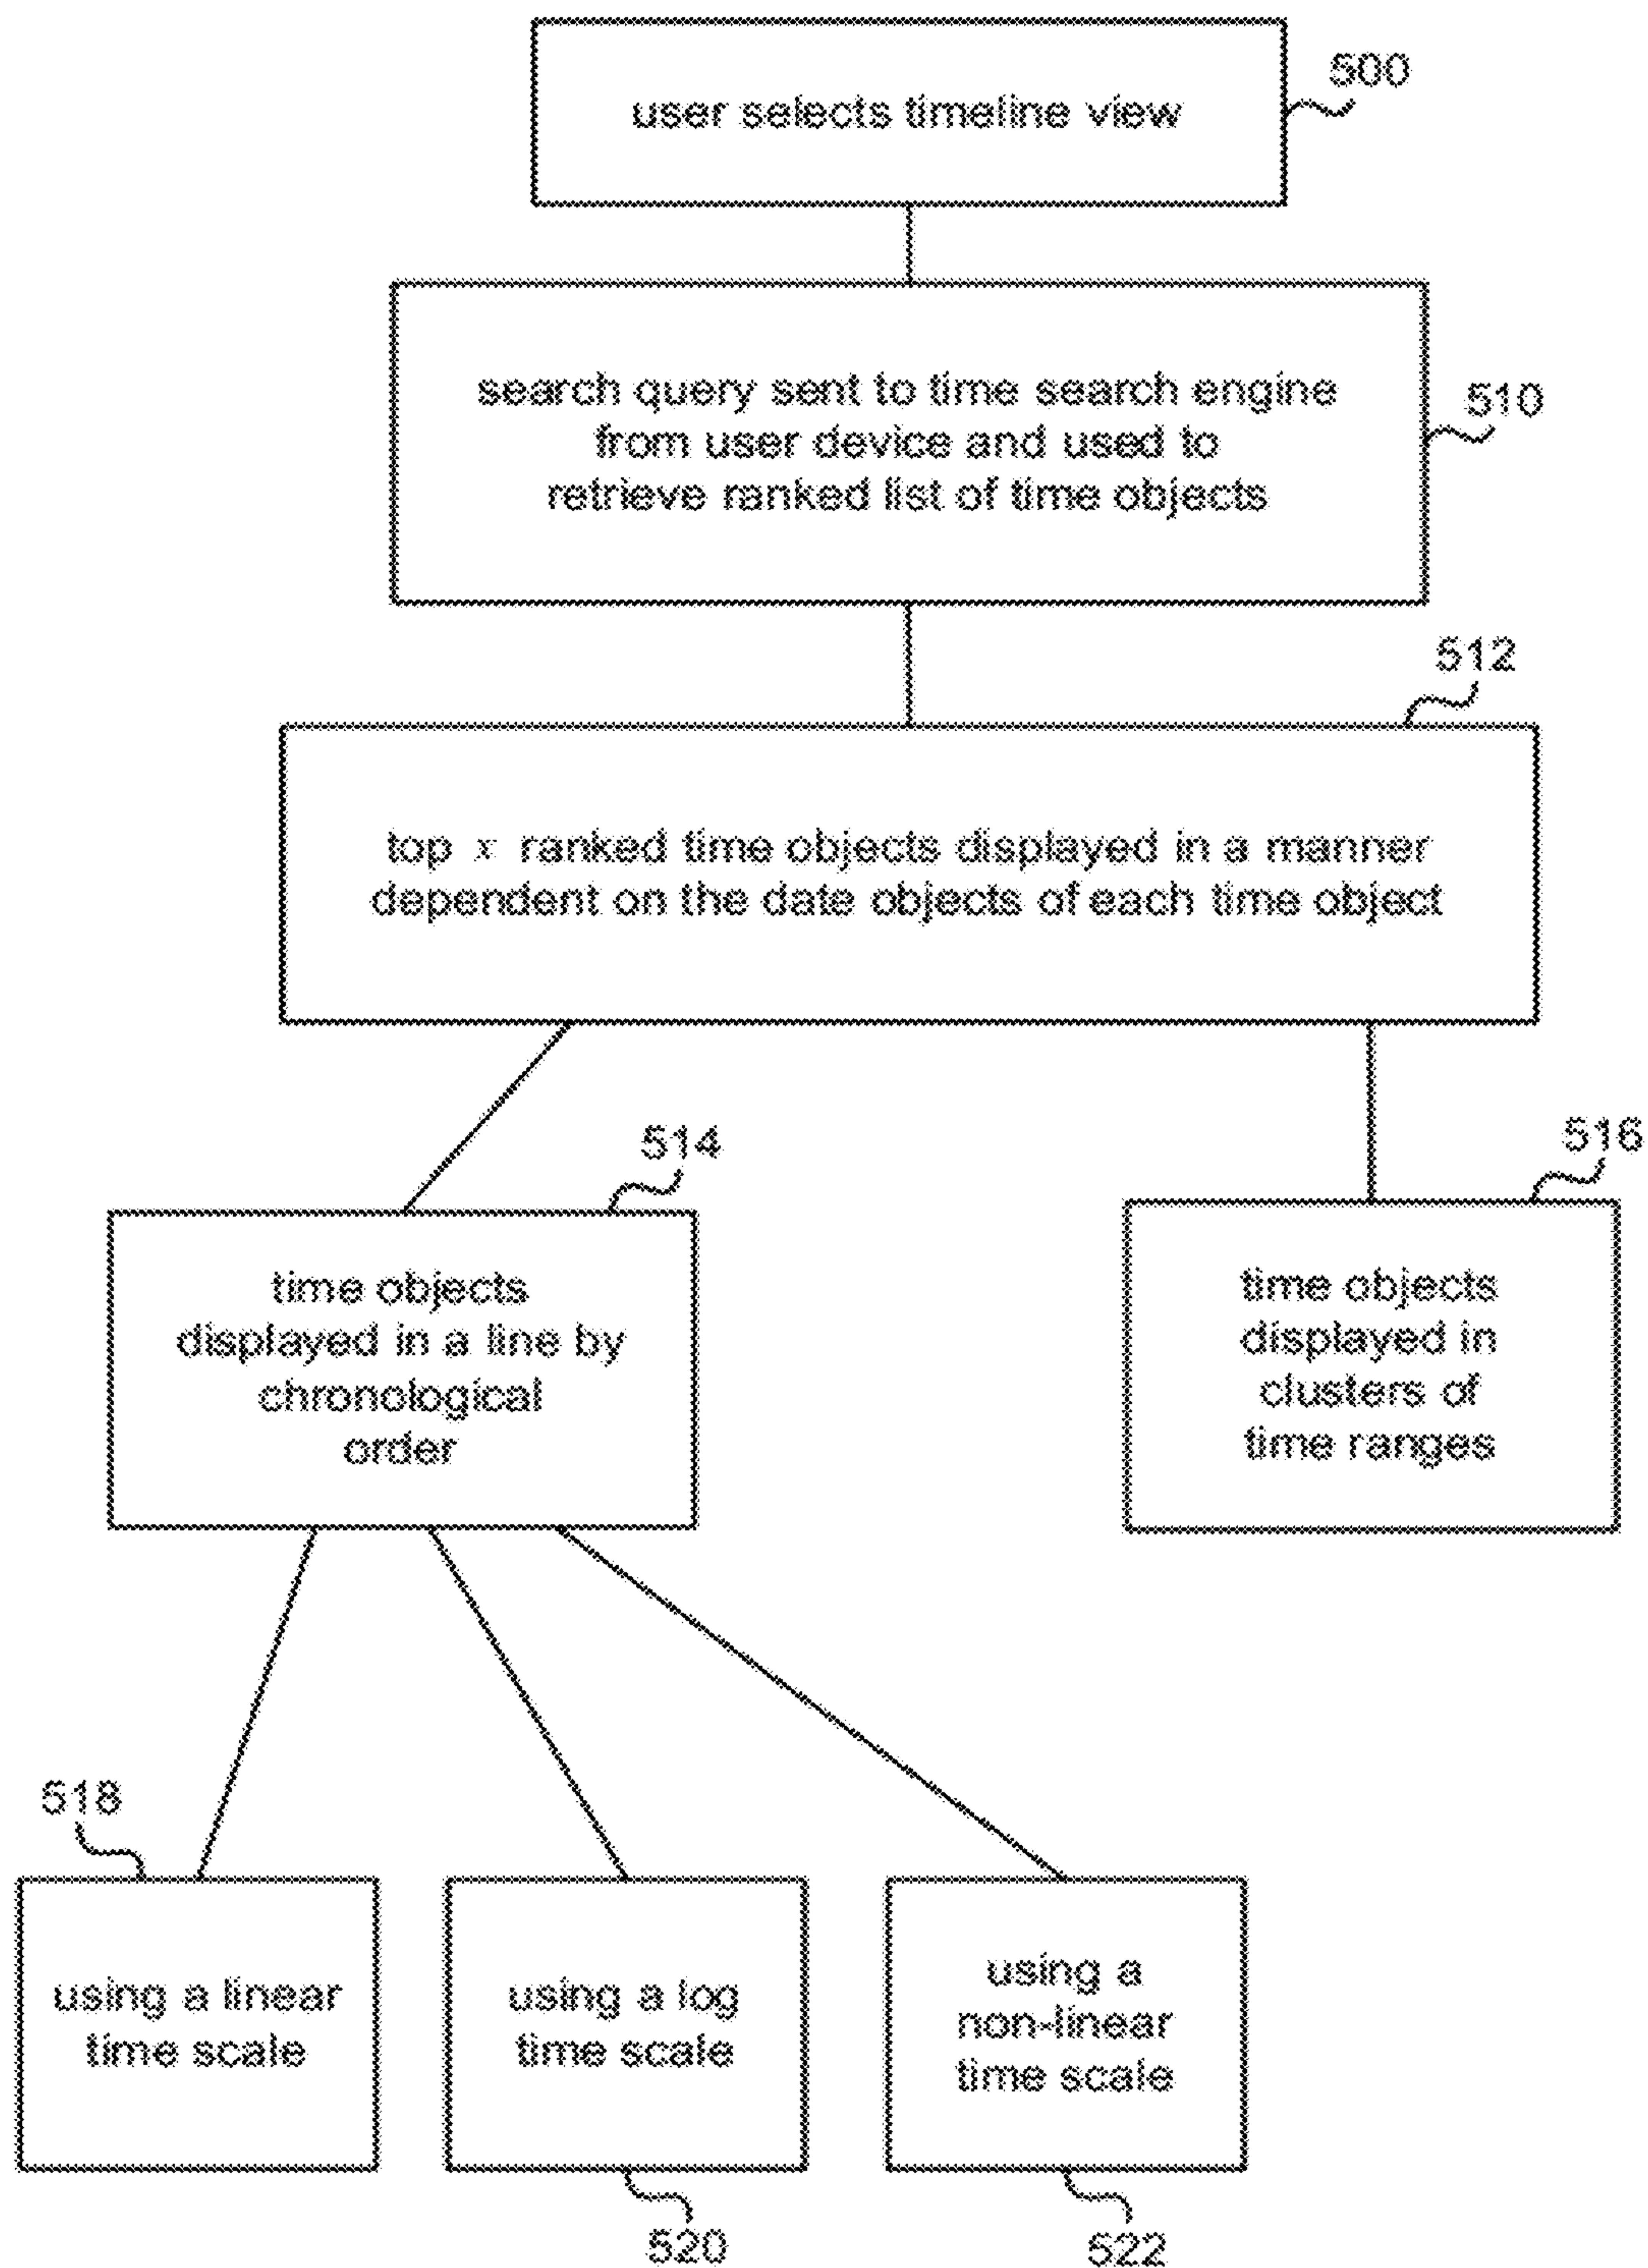 500
user selects timeline view
search query sent to time search engine
from user device and used to
retrieve ranked list of time objects
510
512
top x ranked time objects displayed in a manner
dependent on the date objects of each time object
514
time objects
displayed in a line by
chronological
order
516
time objects
displayed in
clusters of
time ranges
518
using a linear
time scale
using a log
time scale
520
using a
non-linear
time scale
522